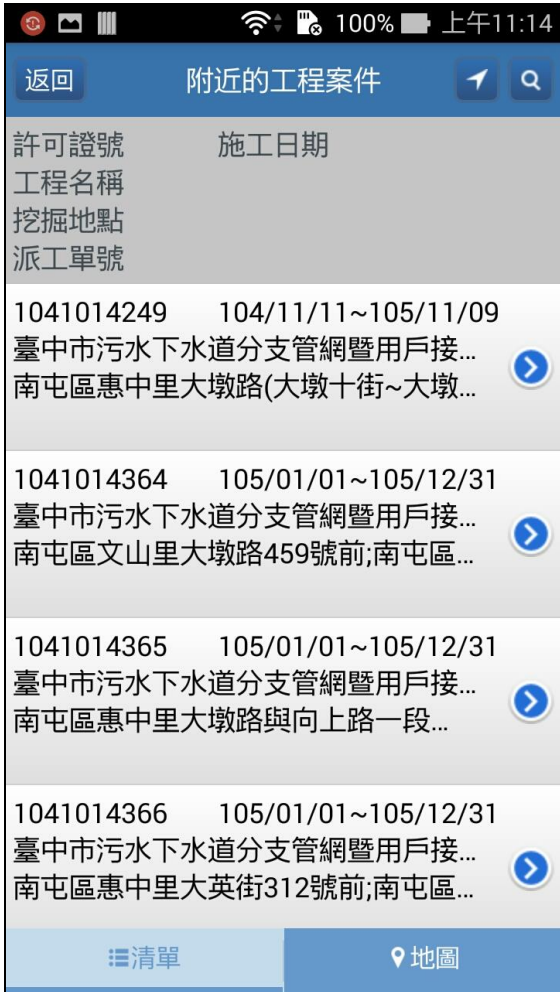 100% 上午11:14
返回 附近的工程案件
許可證號 施工日期
工程名稱
挖掘地點
派工單號
1041014249 104/11/11~105/11/09
臺中市污水下水道分支管網暨用戶接...
南屯區惠中里大墩路(大墩十街~大墩...
1041014364 105/01/01~105/12/31
臺中市污水下水道分支管網暨用戶接...
南屯區文山里大墩路459號前;南屯區...
1041014365 105/01/01~105/12/31
臺中市污水下水道分支管網暨用戶接...
南屯區惠中里大墩路與向上路一段...
1041014366 105/01/01~105/12/31
臺中市污水下水道分支管網暨用戶接...
南屯區惠中里大英街312號前;南屯區...
清單 地圖